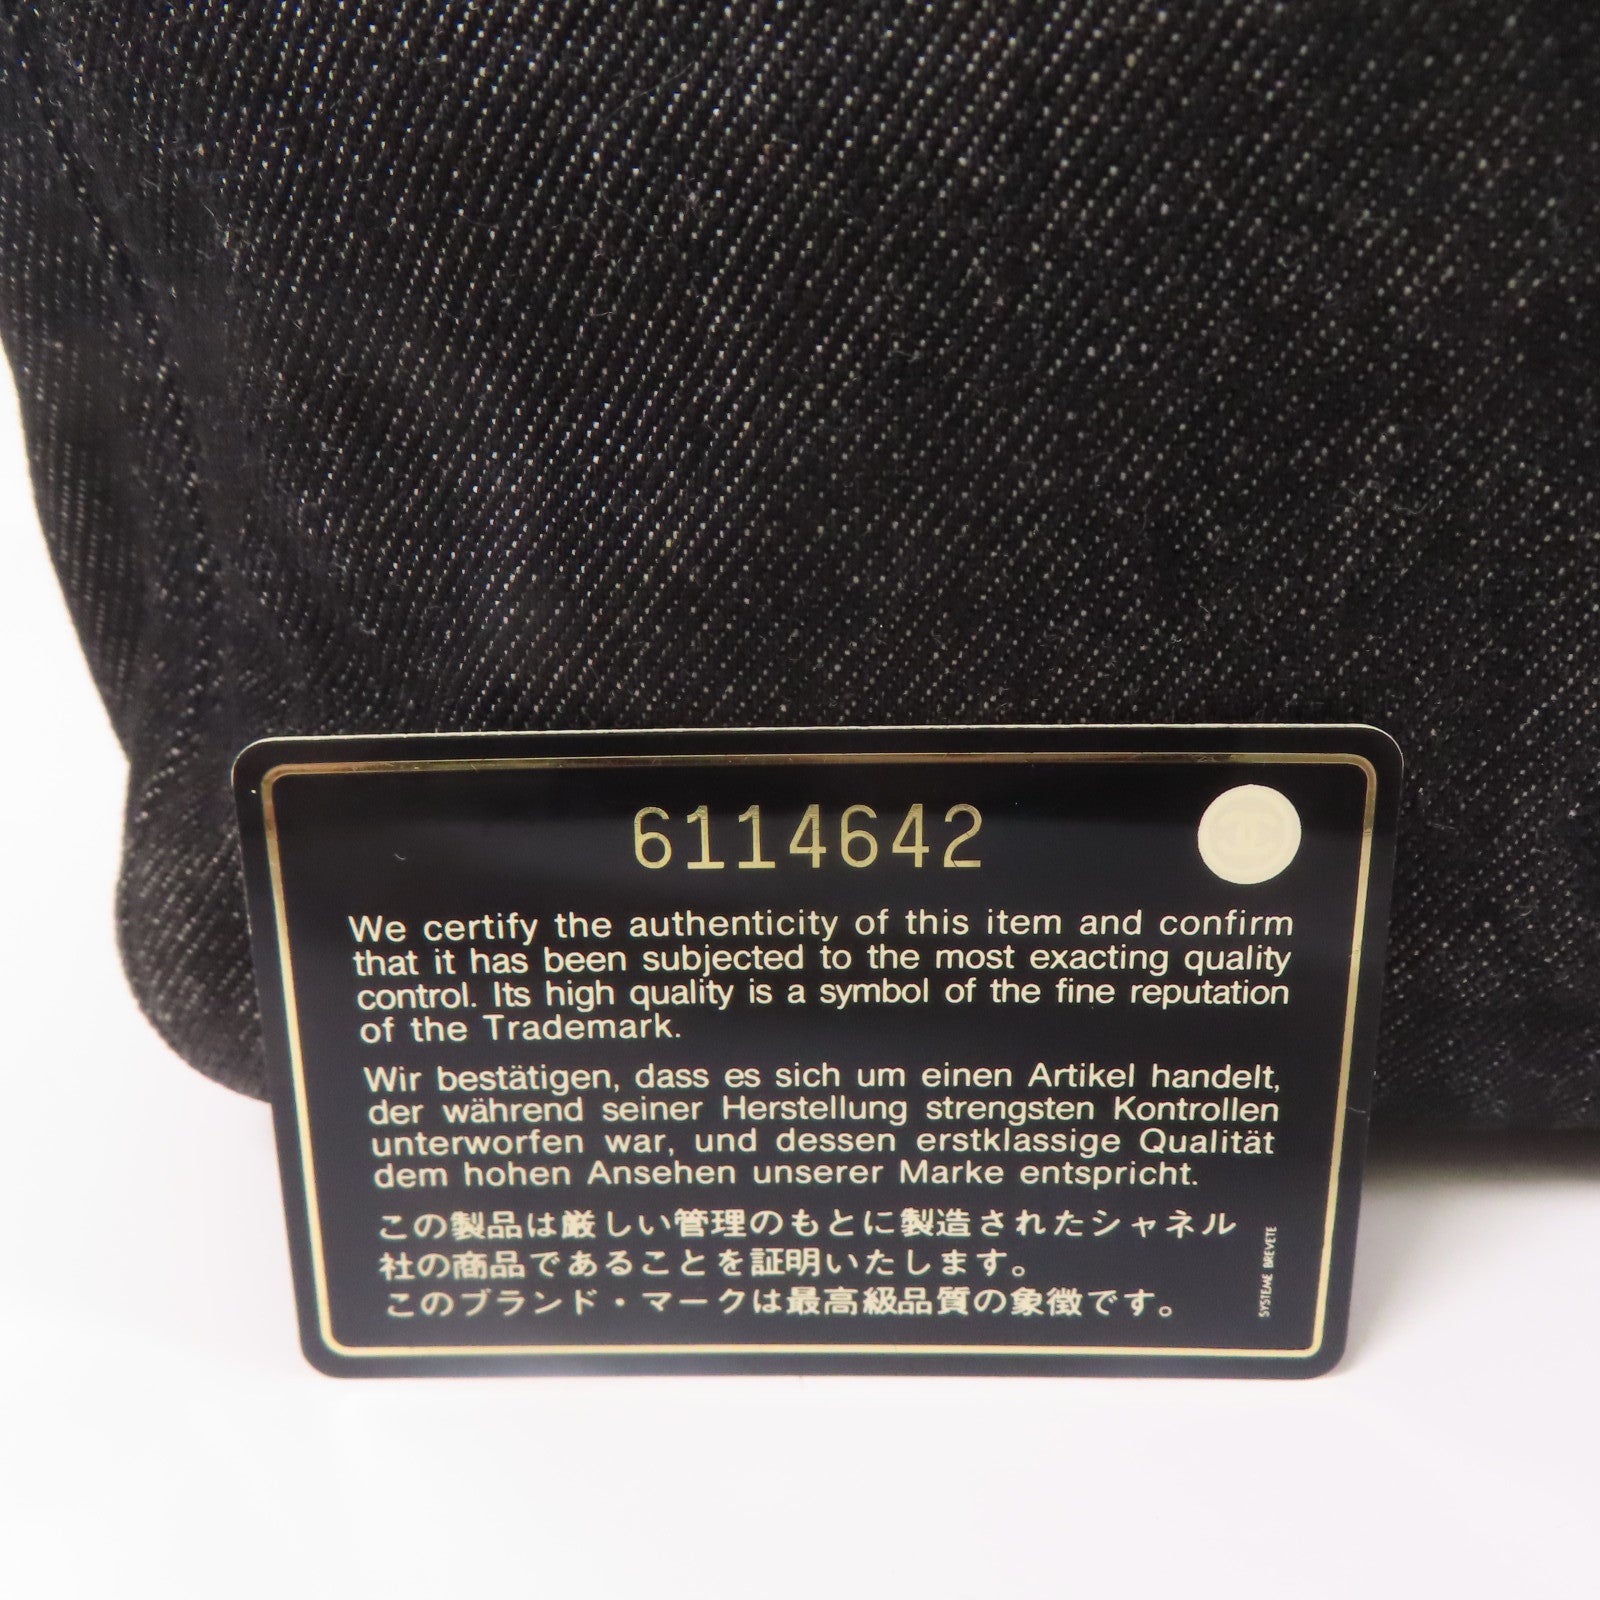 6114642
We certify the authenticity of this item and confirm
that it has been subjected to the most exacting quality
control. Its high quality is a symbol of the fine reputation
of the Trademark.
Wir bestätigen, dass es sich um einen Artikel handelt,
der während seiner Herstellung strengsten Kontrollen
unterworfen war, und dessen erstklassige Qualität
dem hohen Ansehen unserer Marke entspricht.
この製品は厳しい管理のもとに製造されたシャネル
社の商品であることを証明いたします。
このブランド・マークは最高級品質の象徴です。
SYSTEME BREVETE